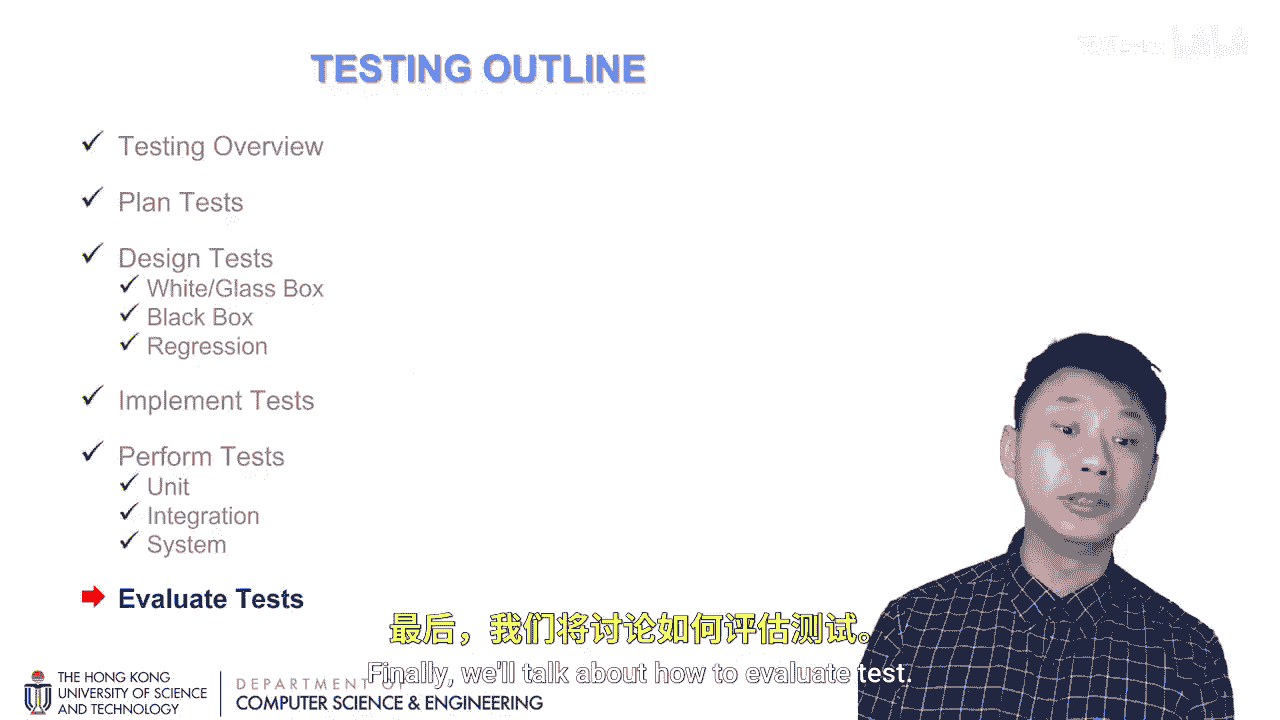 TESTING OUTLINE
Testing Overview
Plan Tests
Design Tests
White/Glass Box
Black Box
Regression
Implement Tests
Perform Tests
Unit
Integration
System
Evaluate Tests
最后，我们将讨论如何评估测试。
Finally, we'll talk about how to evaluate test.
THE HONG KONG
UNIVERSITY OF SCIENCE
AND TECHNOLOGY
DEPARTMENT OF
COMPUTER SCIENCE & ENGINEERING